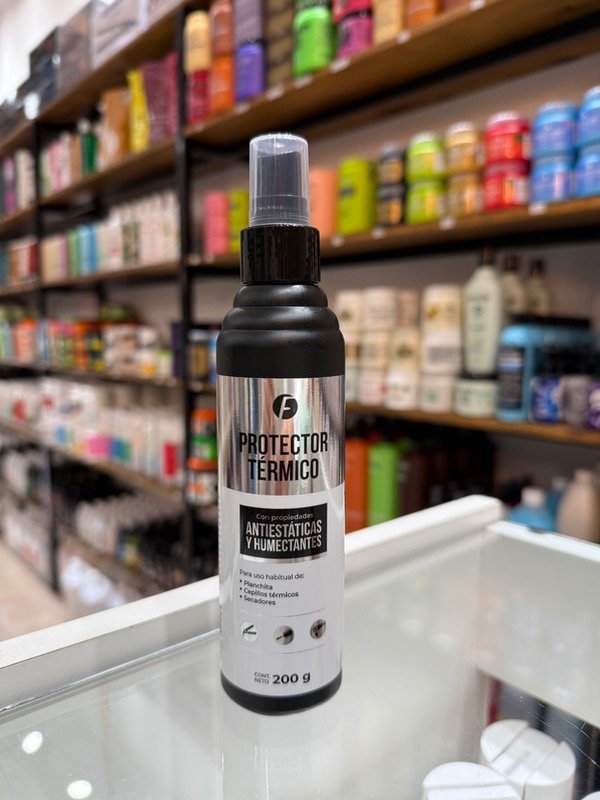 F
PROTECTOR
TÉRMICO
Con propiedades
ANTIESTÁTICAS
Y HUMECTANTES
Para uso habitual de:
• Planchita
• Cepillos térmicos
• Secadores
CONT.
NETO 200 g